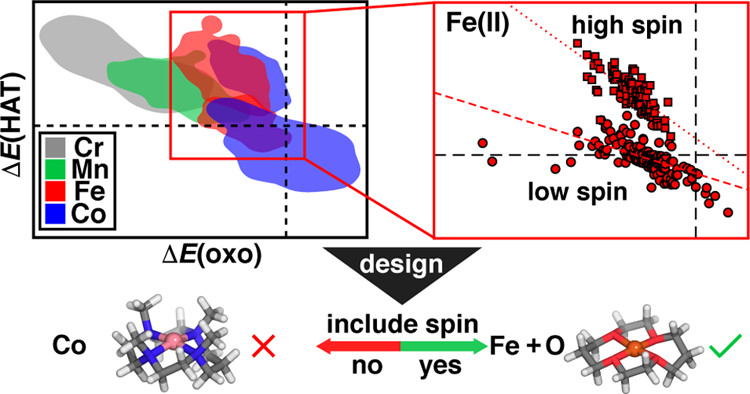 ΔE(HAT)
Cr
Mn
Fe
Co
ΔE(oxo)
Fe(II)
high spin
low spin
design
include spin
no
yes
Co
Fe + O